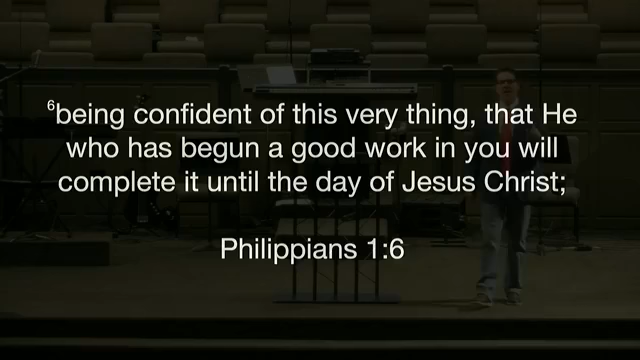 ⁶being confident of this very thing, that He
who has begun a good work in you will
complete it until the day of Jesus Christ;
Philippians 1:6